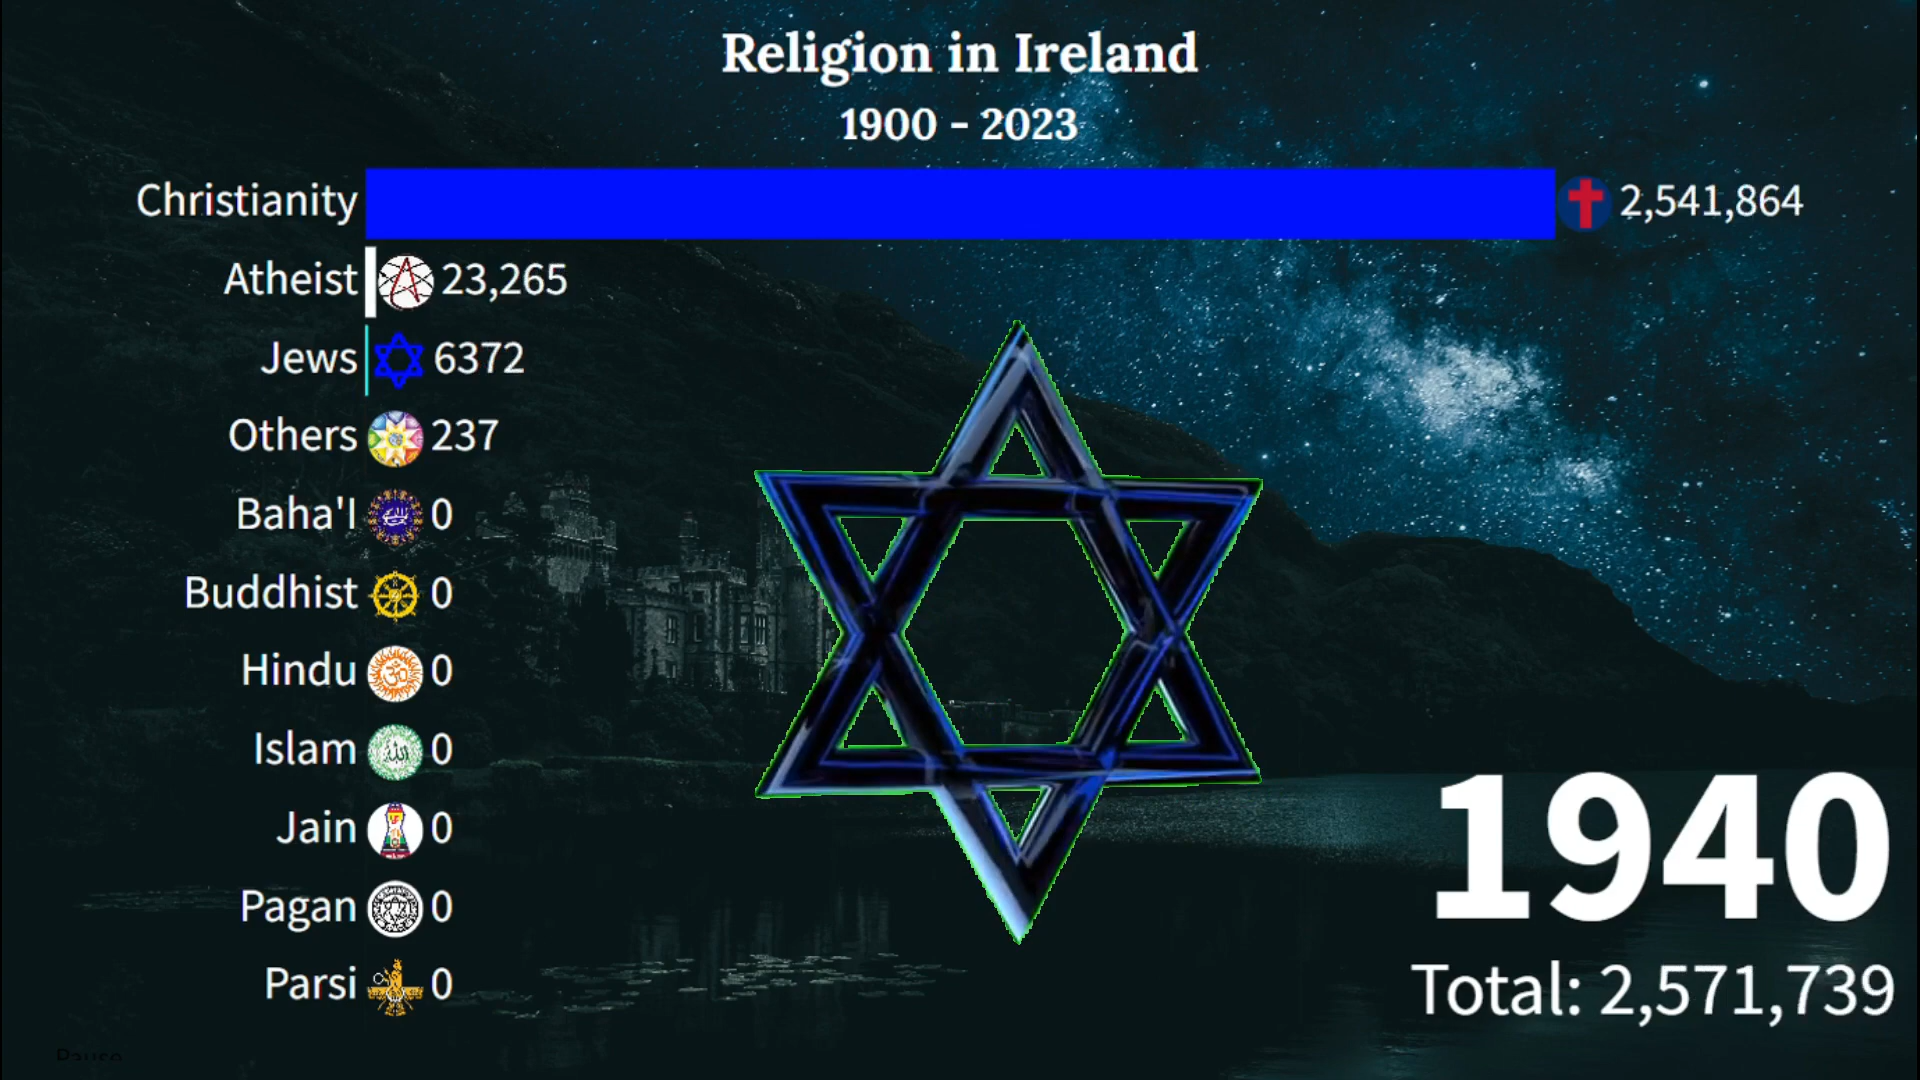 Religion in Ireland
1900 - 2023
Christianity 2,541,864
Atheist 23,265
Jews 6372
Others 237
Baha'I 0
Buddhist 0
Hindu 0
Islam 0
Jain 0
Pagan 0
Parsi 0
1940
Total: 2,571,739
Pause